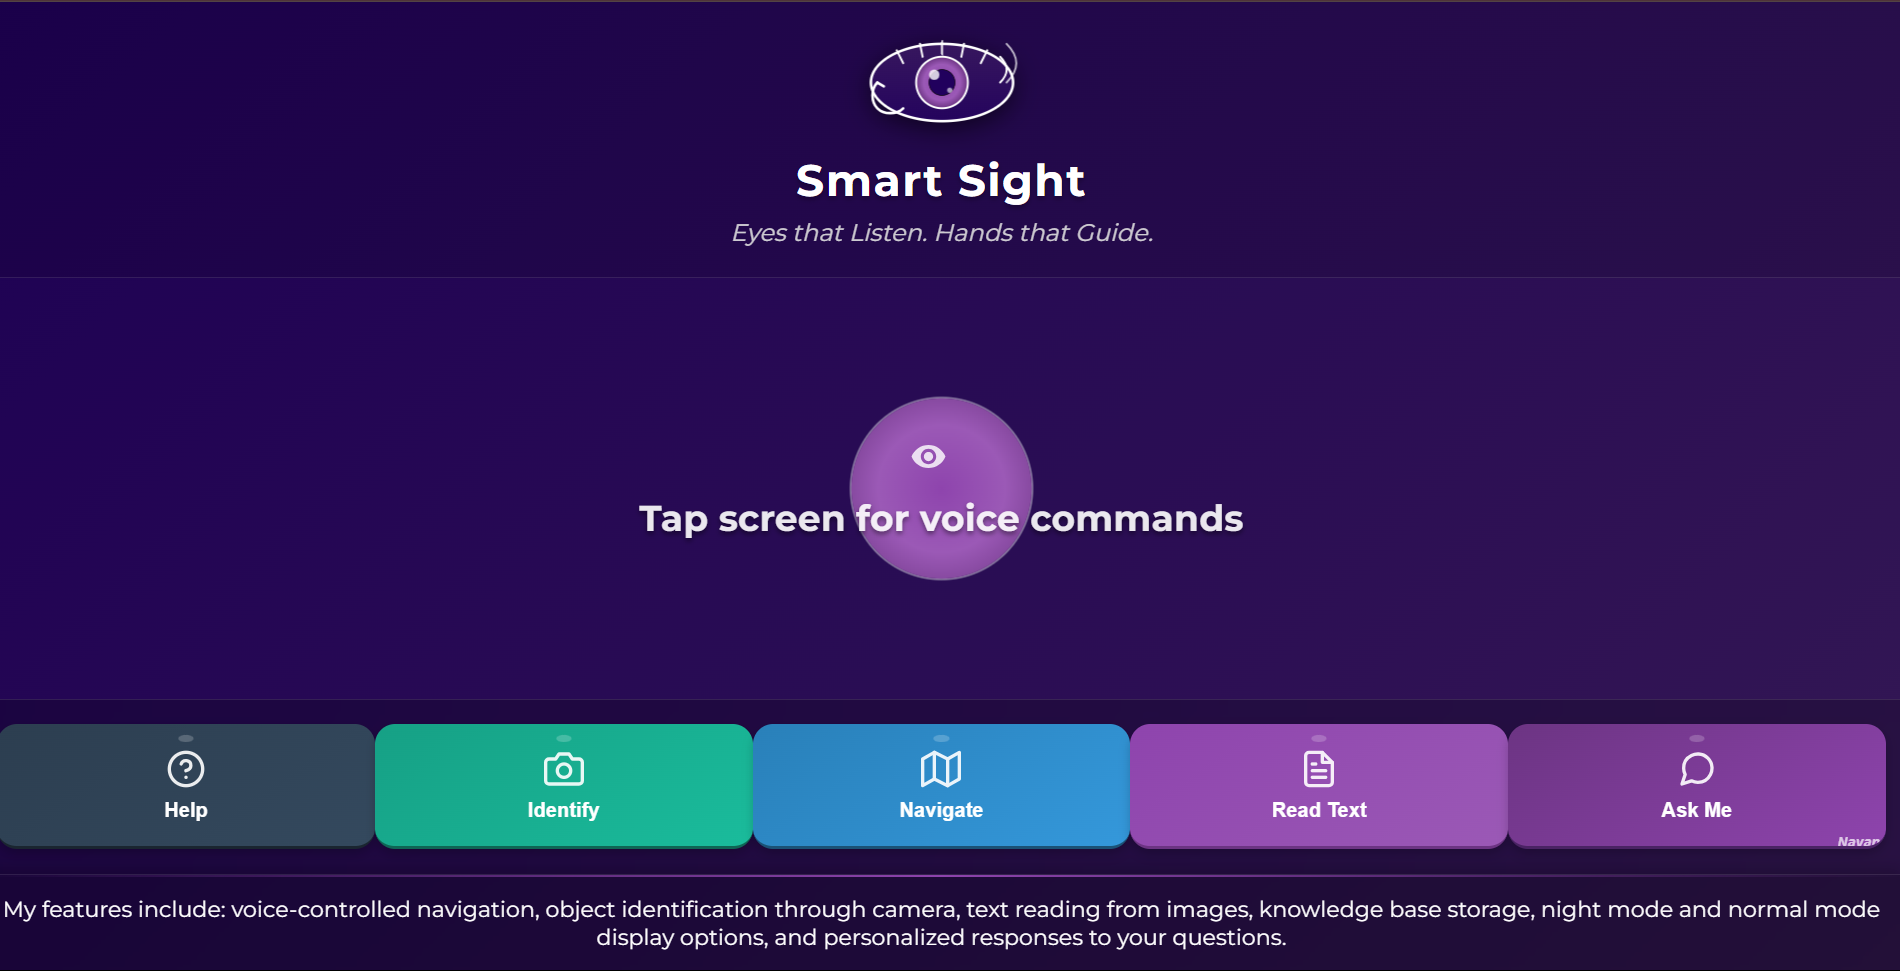 Smart Sight
Eyes that Listen. Hands that Guide.
Tap screen for voice commands
Help
Identify
Navigate
Read Text
Ask Me
My features include: voice-controlled navigation, object identification through camera, text reading from images, knowledge base storage, night mode and normal mode
display options, and personalized responses to your questions.